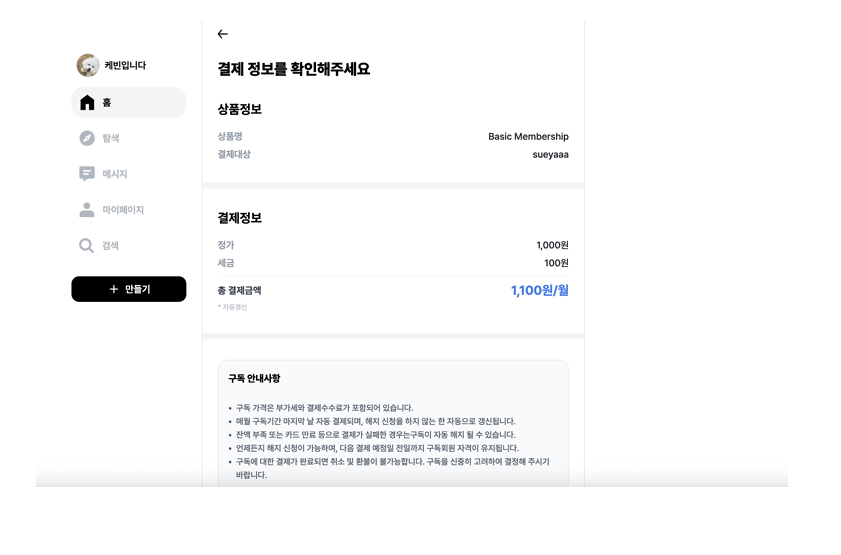 케빈입니다
홈
탐색
메시지
마이페이지
검색
+ 만들기
←
결제 정보를 확인해주세요
상품정보
상품명 Basic Membership
결제대상 sueyaaa
결제정보
정가 1,000원
세금 100원
총 결제금액 1,100원/월
* 자동갱신
구독 안내사항
• 구독 가격은 부가세와 결제수수료가 포함되어 있습니다.
• 매월 구독기간 마지막 날 자동 결제되며, 해지 신청을 하지 않는 한 자동으로 갱신됩니다.
• 잔액 부족 또는 카드 만료 등으로 결제가 실패한 경우는구독이 자동 해지 될 수 있습니다.
• 언제든지 해지 신청이 가능하며, 다음 결제 예정일 전일까지 구독회원 자격이 유지됩니다.
• 구독에 대한 결제가 완료되면 취소 및 환불이 불가능합니다. 구독을 신중히 고려하여 결정해 주시기
바랍니다.